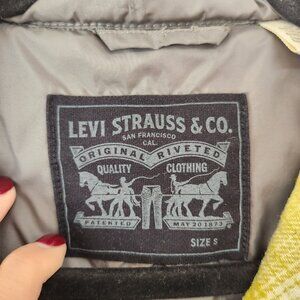 LEVI STRAUSS & CO.
SAN FRANCISCO
CAL.
ORIGINAL RIVETED
QUALITY CLOTHING
PATENTED MAY 20 1873
SIZE S